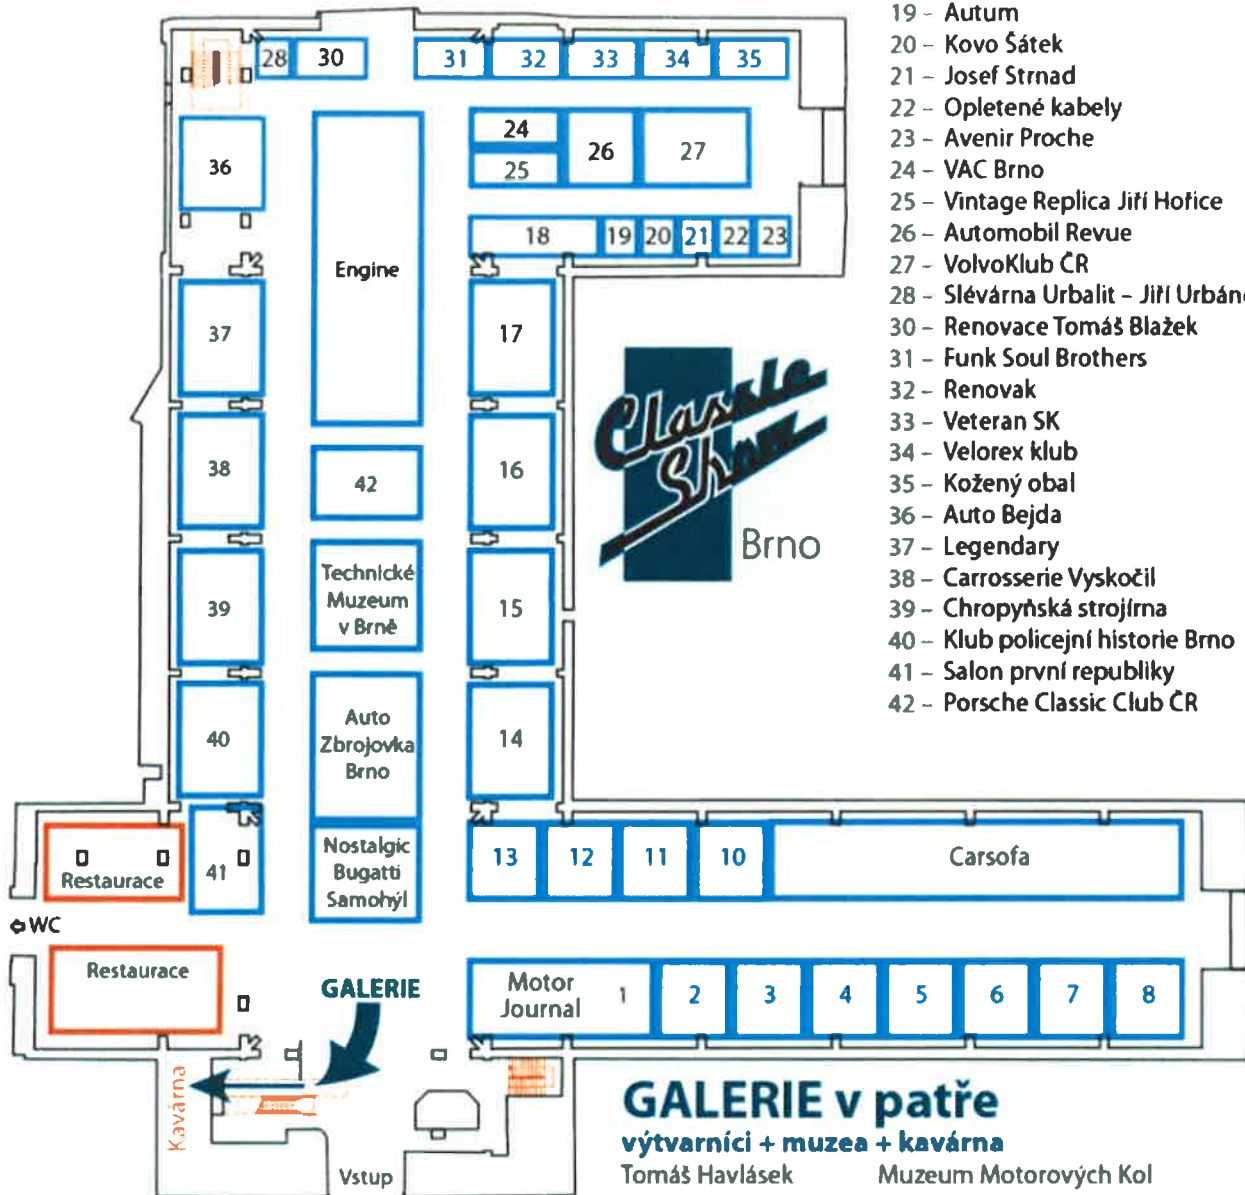 19 - Autum
20 - Kovo Šátek
21 - Josef Strnad
22 - Opletené kabely
23 - Avenir Proche
24 - VAC Brno
25 - Vintage Replica Jiří Hořice
26 - Automobil Revue
27 - VolvoKlub ČR
28 - Slévárna Urbalit - Jiří
30 - Renovace Tomáš Blažek
31 - Funk Soul Brothers
32 - Renovak
33 - Veteran SK
34 - Velorex klub
35 - Kožený obal
36 - Auto Bejda
37 - Legendary
38 - Carrosserie Vyskočil
39 - Chropyňská strojírna
40 - Klub policejní historie Brno
41 - Salon první republiky
42 - Porsche Classic Club ČR
28 30 31 32 33 34 35
24
36 26 27
25
18 19 20 21 22 23
Engine
37 17
Classic
Show
Brno
38 42 16
39
Technické
Muzeum
v Brně
15
40
Auto
Zbrojovka
Brno
14
Restaurace
41
Nostalgic
Bugatti
Samohýl
13 12 11 10 Carsofa
WC
Restaurace
GALERIE
Motor
Journal
1 2 3 4 5 6 7 8
Kavárna
Vstup
GALERIE v patře
výtvarníci + muzea + kavárna
Tomáš Havlásek Muzeum Motorových Kol